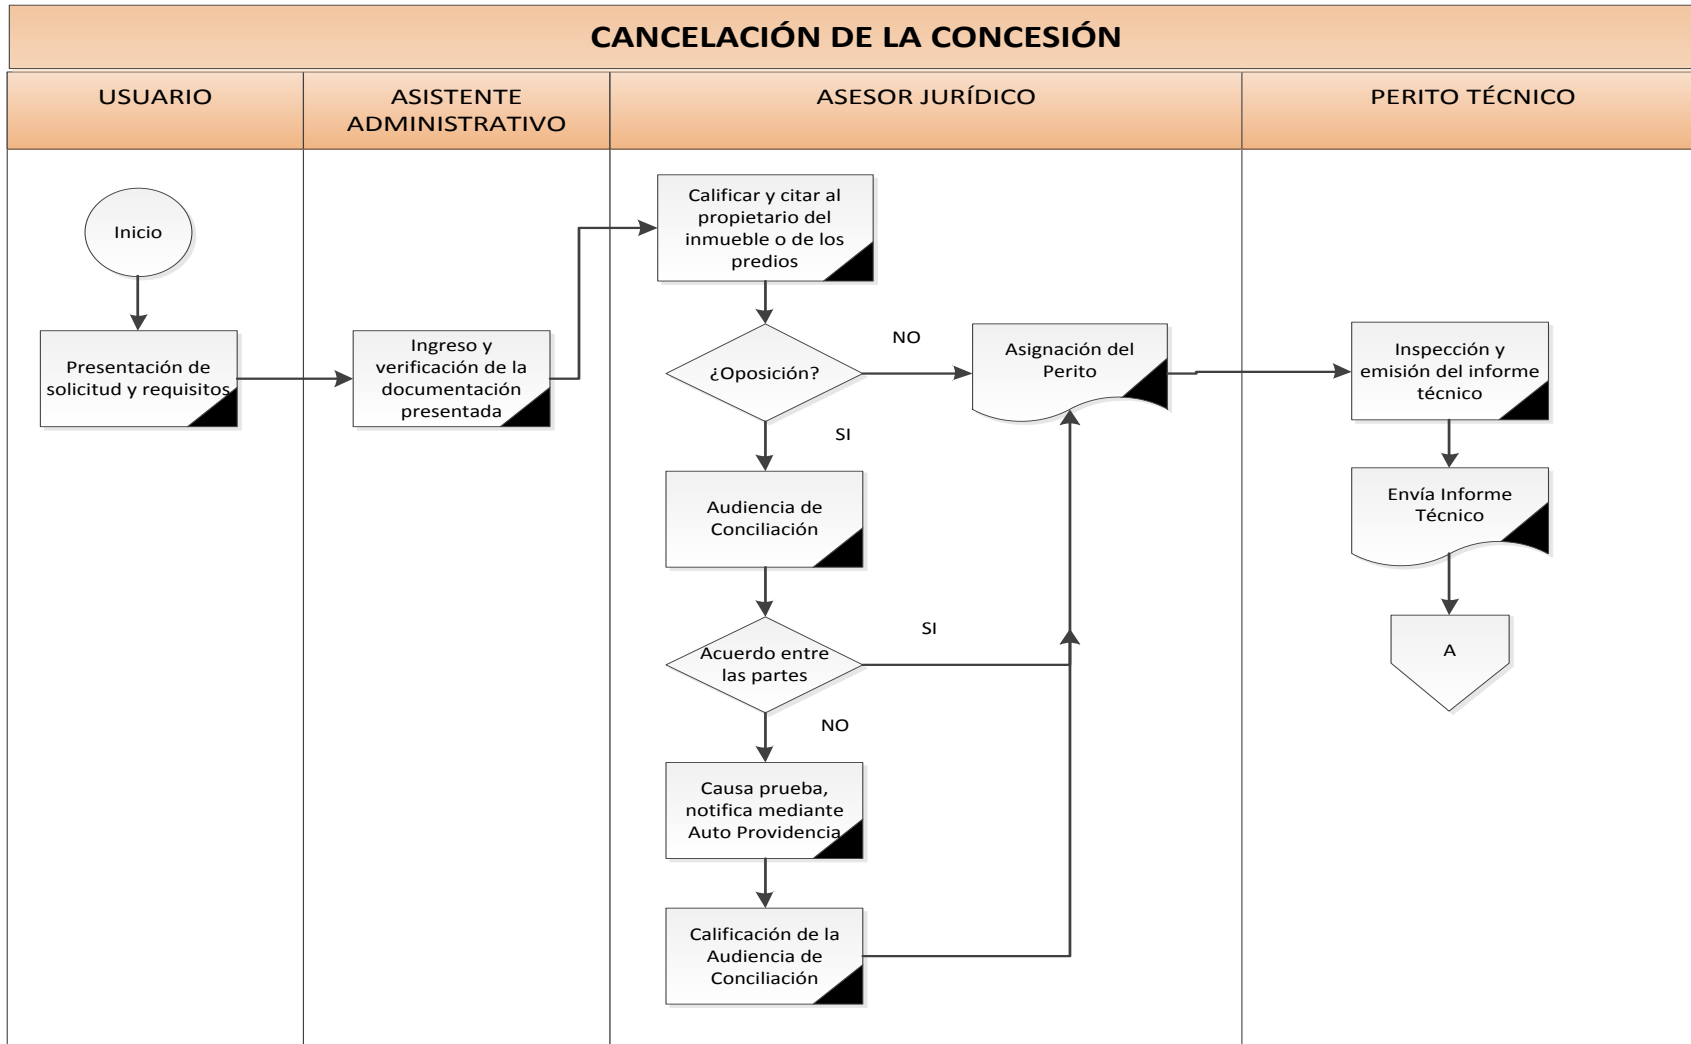 CANCELACIÓN DE LA CONCESIÓN
USUARIO
ASISTENTE
ADMINISTRATIVO
ASESOR JURÍDICO
PERITO TÉCNICO
Inicio
Presentación de
solicitud y requisitos
Ingreso y
verificación de la
documentación
presentada
Calificar y citar al
propietario del
inmueble o de los
predios
¿Oposición?
NO
SI
Asignación del
Perito
Audiencia de
Conciliación
Acuerdo entre
las partes
SI
NO
Causa prueba,
notifica mediante
Auto Providencia
Calificación de la
Audiencia de
Conciliación
Inspección y
emisión del informe
técnico
Envía Informe
Técnico
A